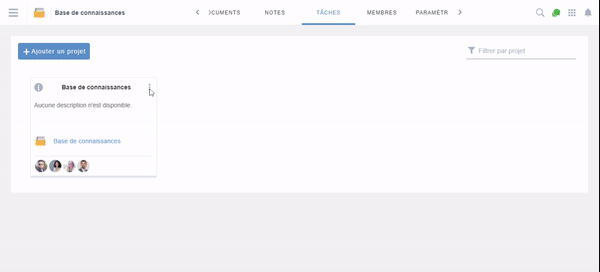 Base de connaissances
CUMENTS
NOTES
TÂCHES
MEMBRES
PARAMÈTR
+ Ajouter un projet
Filtrer par projet
Base de connaissances
Aucune description n'est disponible.
Base de connaissances